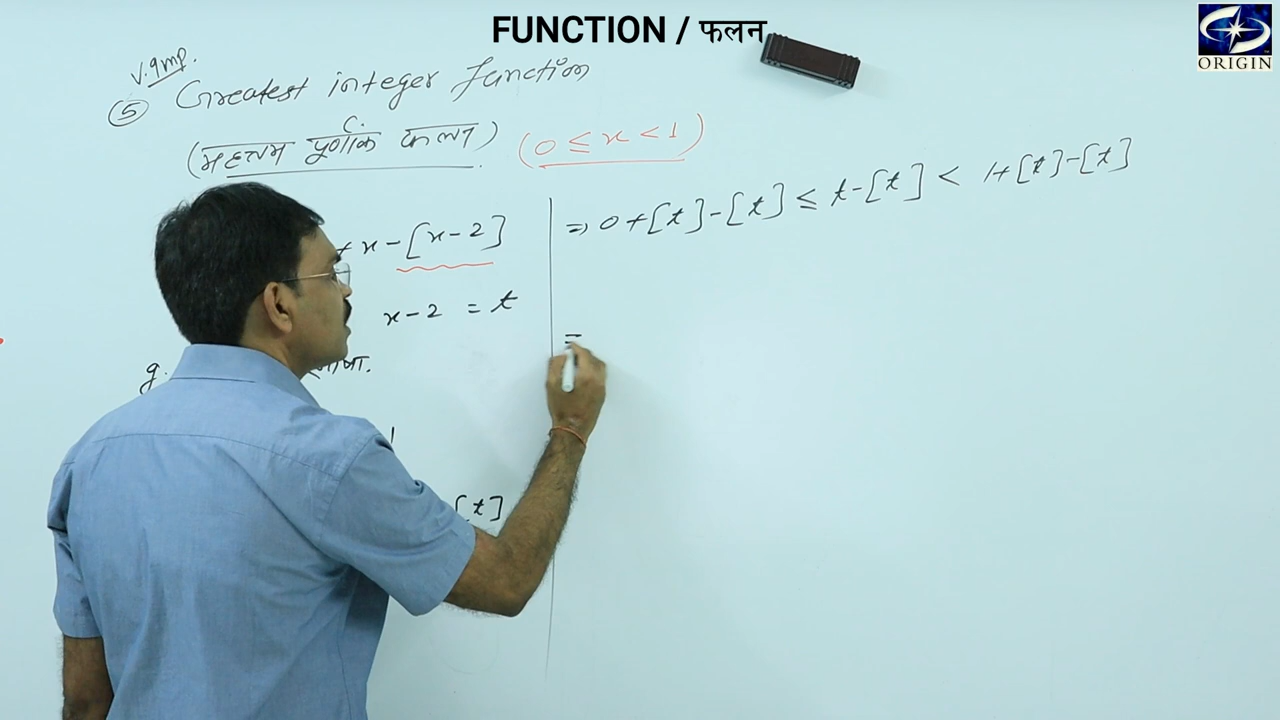 FUNCTION / फलन
ORIGIN
V. Imp.
⑤ Greatest integer function
(महत्तम पूर्णांक फलन) (0 ≤ x < 1)
+ x - [x-2]
x-2 = t
g.
[t]
⇒ 0+[t]-[t] ≤ t-[t] < 1+[t]-[t]
=